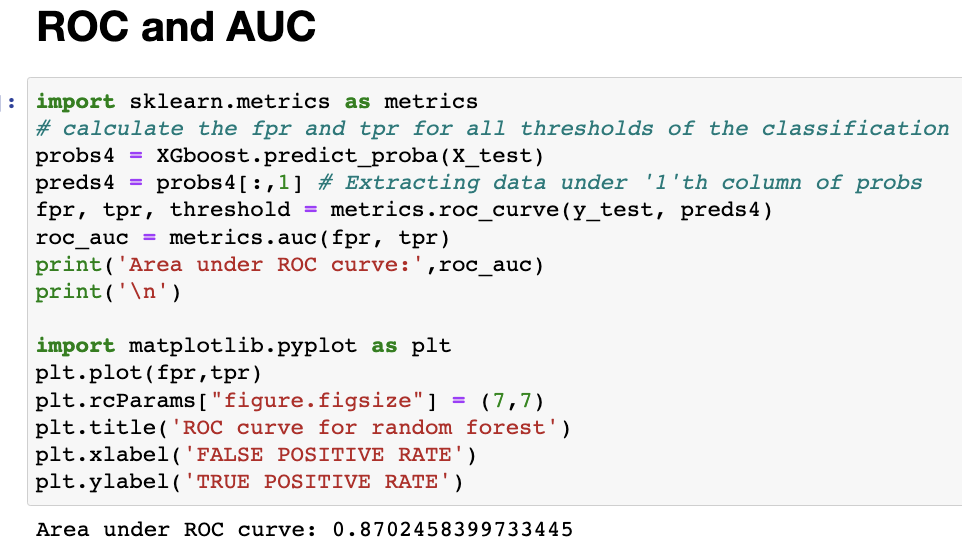 ROC and AUC
]:
import sklearn.metrics as metrics
# calculate the fpr and tpr for all thresholds of the classification
probs4 = XGboost.predict_proba(X_test)
preds4 = probs4[:,1] # Extracting data under '1'th column of probs
fpr, tpr, threshold = metrics.roc_curve(y_test, preds4)
roc_auc = metrics.auc(fpr, tpr)
print('Area under ROC curve:',roc_auc)
print('\n')
import matplotlib.pyplot as plt
plt.plot(fpr,tpr)
plt.rcParams["figure.figsize"] = (7,7)
plt.title('ROC curve for random forest')
plt.xlabel('FALSE POSITIVE RATE')
plt.ylabel('TRUE POSITIVE RATE')
Area under ROC curve: 0.8702458399733445